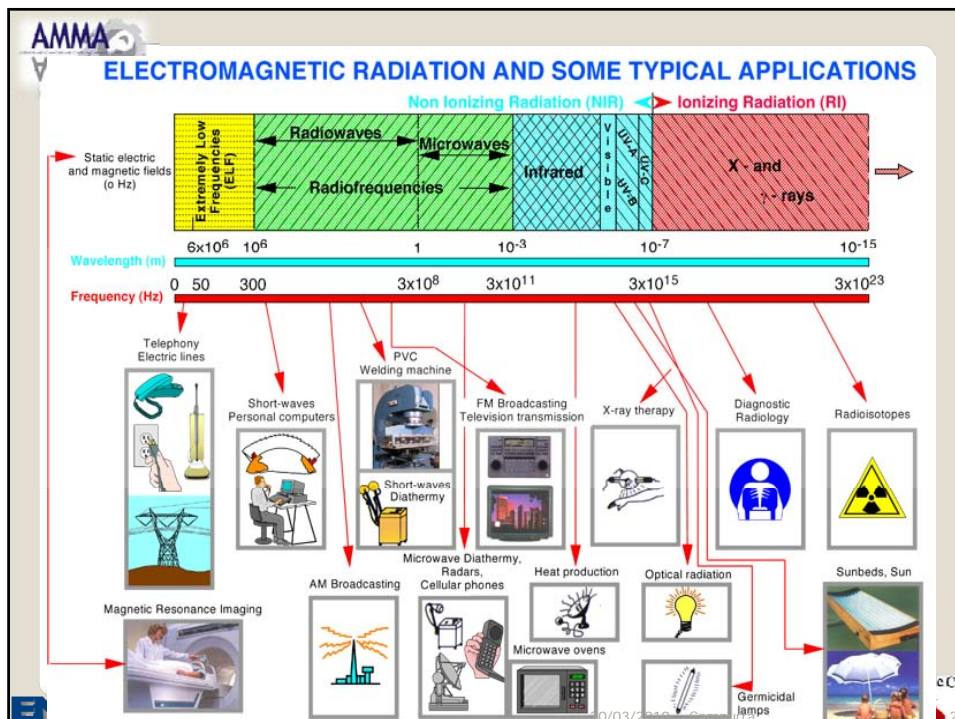 AMMA
ELECTROMAGNETIC RADIATION AND SOME TYPICAL APPLICATIONS
Non Ionizing Radiation (NIR)
Ionizing Radiation (RI)
Static electric
and magnetic fields
(o Hz)
Extremely Low
Frequencies
(ELF)
Radiowaves
Microwaves
Radiofrequencies
Infrared
Visible
UV-A
UV-B
UV-C
X - and
γ - rays
6x10⁶ 10⁶ 1 10⁻³ 10⁻⁷ 10⁻¹⁵
Wavelength (m)
0 50 300 3x10⁸ 3x10¹¹ 3x10¹⁵ 3x10²³
Frequency (Hz)
Telephony
Electric lines
Short-waves
Personal computers
PVC
Welding machine
FM Broadcasting
Television transmission
X-ray therapy
Diagnostic
Radiology
Radioisotopes
Short-waves
Diathermy
Magnetic Resonance Imaging
AM Broadcasting
Microwave Diathermy,
Radars,
Cellular phones
Heat production
Optical radiation
Sunbeds, Sun
Microwave ovens
Germicidal
lamps